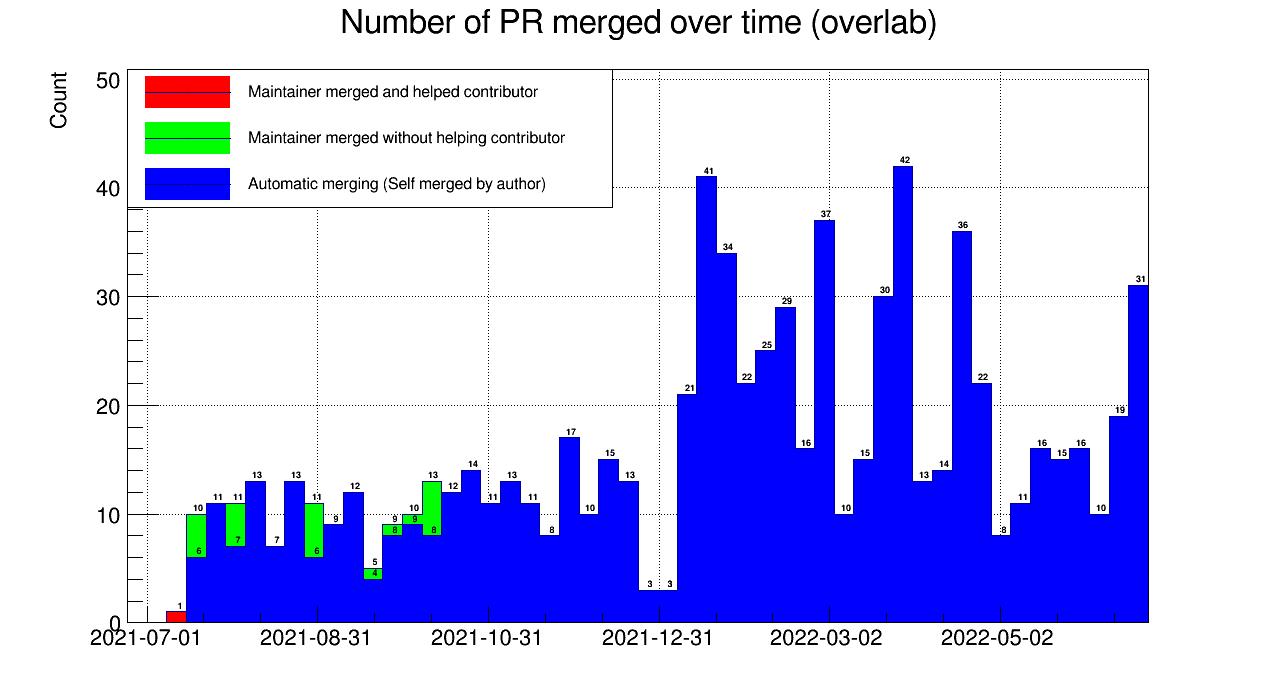 Number of PR merged over time (overlab)
Count
50
40
30
20
10
0
Maintainer merged and helped contributor
Maintainer merged without helping contributor
Automatic merging (Self merged by author)
1 10 6 11 11 7 13 7 13 11 6 9 12 5 4 9 8 10 9 13 8 12 14 11 13 11 8 17 10 15 13 3 3 21 41 34 22 25 29 16 37 10 15 30 42 13 14 36 22 8 11 16 15 16 10 19 31
2021-07-01 2021-08-31 2021-10-31 2021-12-31 2022-03-02 2022-05-02